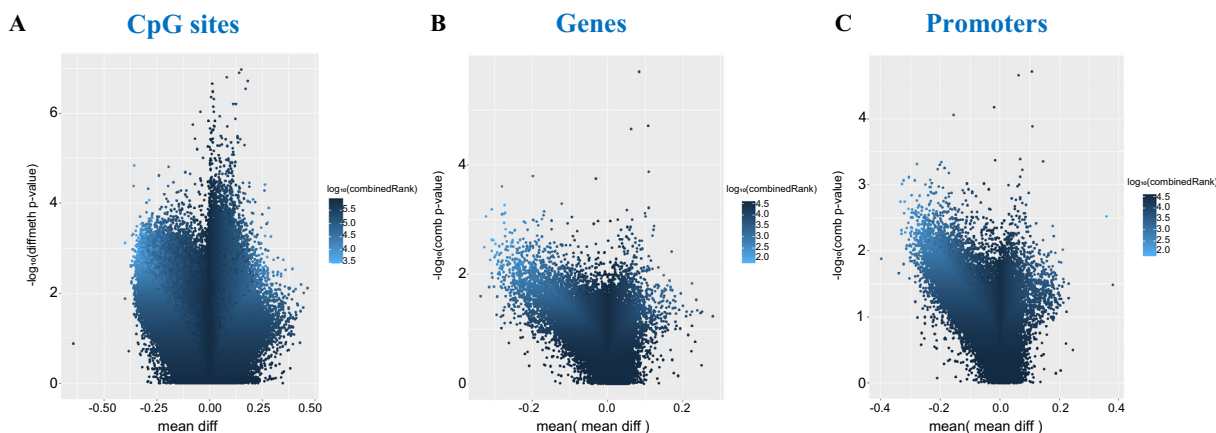 A
CpG sites
-log₁₀(diffmeth p-value)
6
4
2
0
-0.50
-0.25
0.00
0.25
0.50
mean diff
log₁₀(combinedRank)
5.5
5.0
4.5
4.0
3.5
B
Genes
-log₁₀(comb p-value)
4
2
0
-0.2
0.0
0.2
mean( mean diff )
log₁₀(combinedRank)
4.5
4.0
3.5
3.0
2.5
2.0
C
Promoters
-log₁₀(comb p-value)
4
3
2
1
0
-0.4
-0.2
0.0
0.2
0.4
mean( mean diff )
log₁₀(combinedRank)
4.5
4.0
3.5
3.0
2.5
2.0